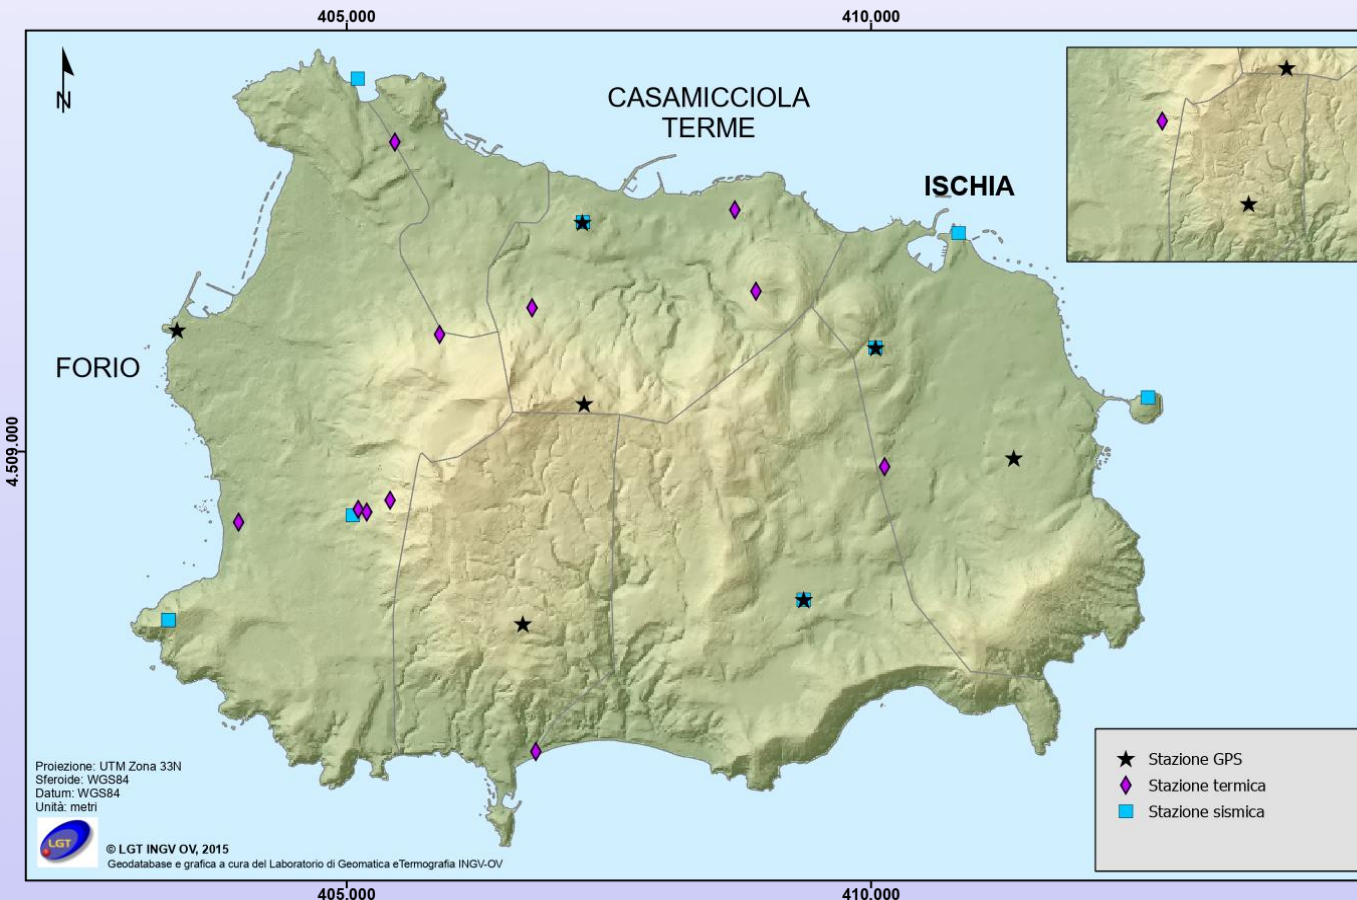 405.000
410.000
N
CASAMICCIOLA
TERME
ISCHIA
FORIO
4.509.000
Proiezione: UTM Zona 33N
Sferoide: WGS84
Datum: WGS84
Unità: metri
LGT
© LGT INGV OV, 2015
Geodatabase e grafica a cura del Laboratorio di Geomatica eTermografia INGV-OV
Stazione GPS
Stazione termica
Stazione sismica
405.000
410.000